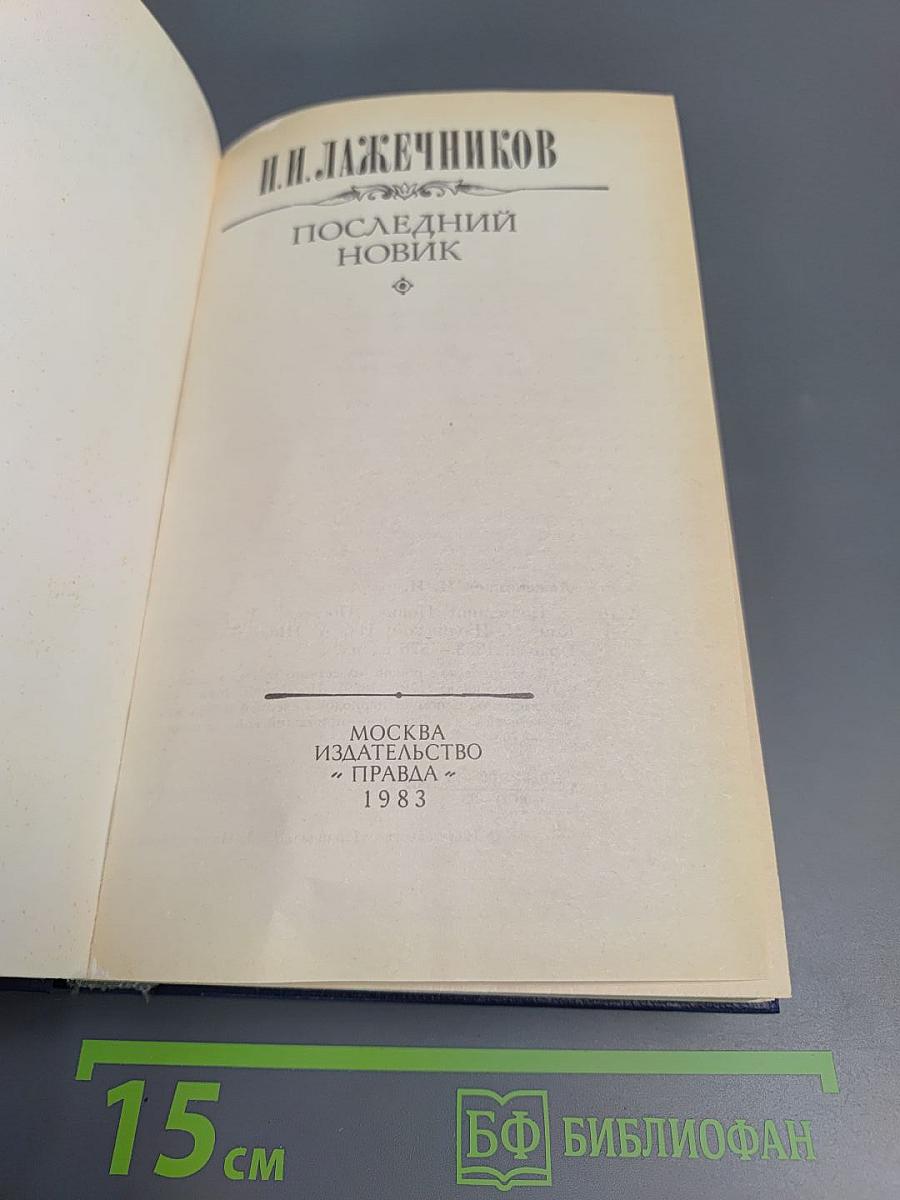 И. И. ЛАЖЕЧНИКОВ
ПОСЛЕДНИЙ
НОВИК
МОСКВА
ИЗДАТЕЛЬСТВО
„ ПРАВДА “
1983
15 см
БФ БИБЛИОФАН